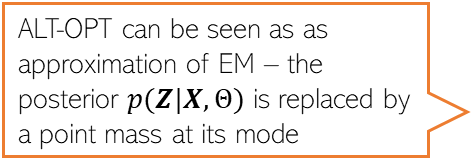 ALT-OPT can be seen as as
approximation of EM – the
posterior 𝒑(𝒁|𝑿, Θ) is replaced by
a point mass at its mode